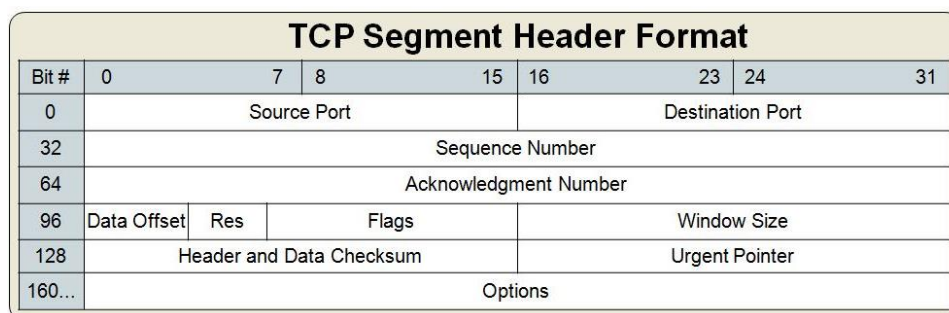 TCP Segment Header Format
Bit # 0 7 8 15 16 23 24 31
0 Source Port Destination Port
32 Sequence Number
64 Acknowledgment Number
96 Data Offset Res Flags Window Size
128 Header and Data Checksum Urgent Pointer
160... Options